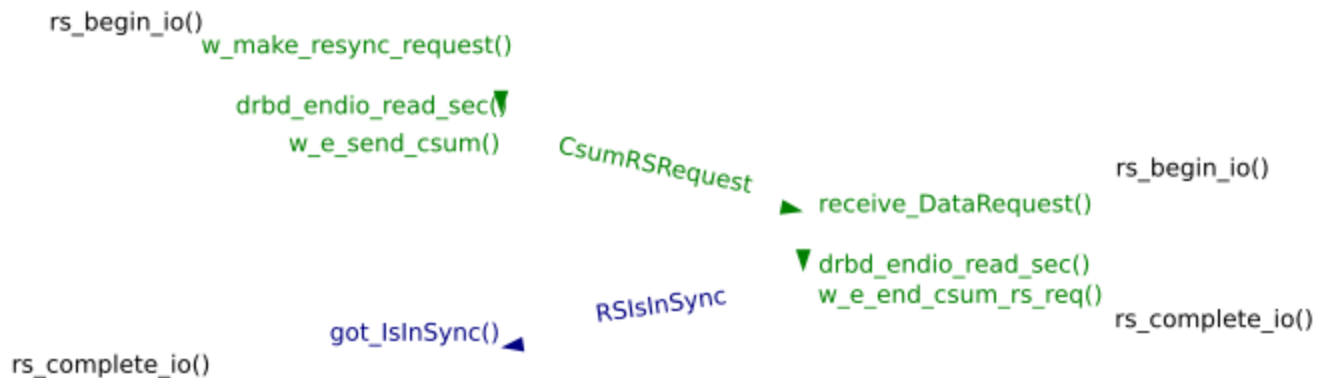 rs_begin_io()
w_make_resync_request()
drbd_endio_read_sec()
w_e_send_csum()
CsumRSRequest
rs_begin_io()
receive_DataRequest()
drbd_endio_read_sec()
w_e_end_csum_rs_req()
RSIsInSync
rs_complete_io()
got_IsInSync()
rs_complete_io()